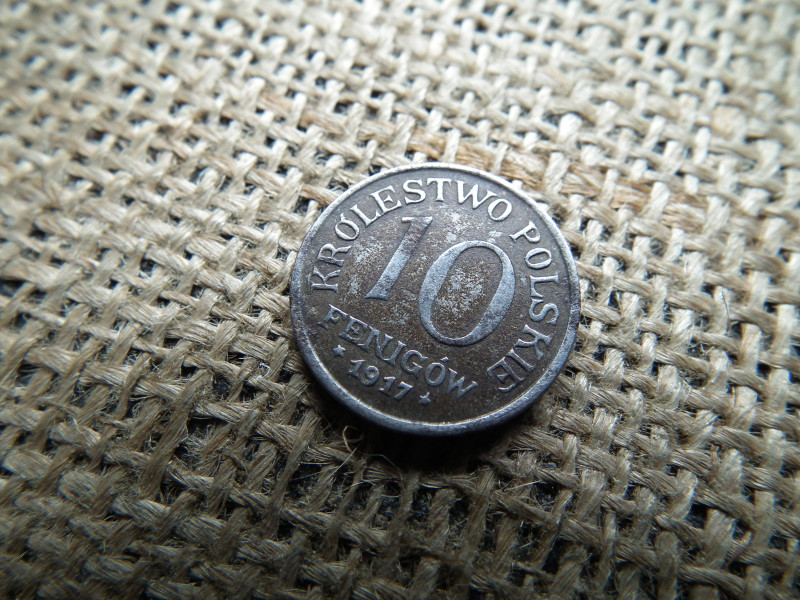 KRÓLESTWO POLSKIE
10
FENIGÓW
* 1917 *